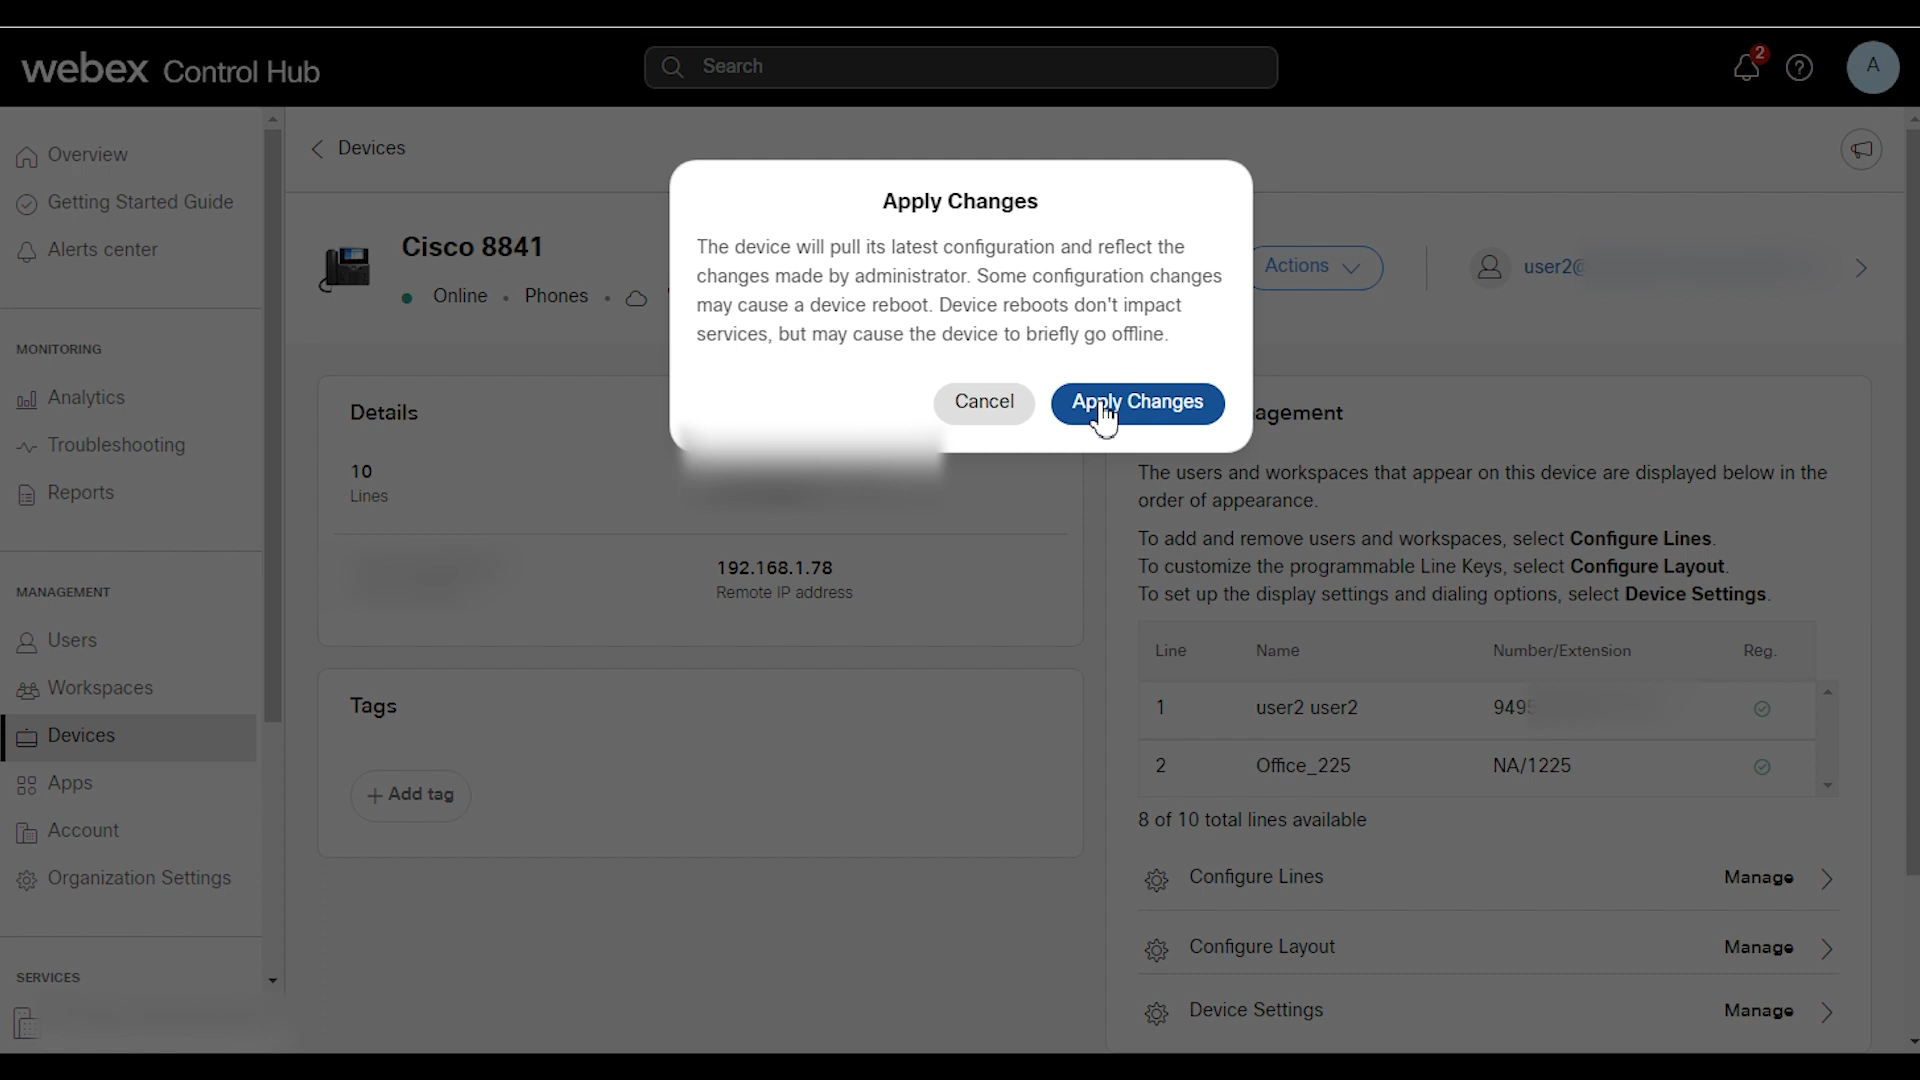 webex Control Hub
Search
2
A
Overview
Getting Started Guide
Alerts center
MONITORING
Analytics
Troubleshooting
Reports
MANAGEMENT
Users
Workspaces
Devices
Apps
Account
Organization Settings
SERVICES
Devices
Cisco 8841
Online • Phones •
Actions
user2@
Apply Changes
The device will pull its latest configuration and reflect the
changes made by administrator. Some configuration changes
may cause a device reboot. Device reboots don't impact
services, but may cause the device to briefly go offline.
Cancel
Apply Changes
Details
10
Lines
192.168.1.78
Remote IP address
Tags
+ Add tag
agement
The users and workspaces that appear on this device are displayed below in the
order of appearance.
To add and remove users and workspaces, select Configure Lines.
To customize the programmable Line Keys, select Configure Layout.
To set up the display settings and dialing options, select Device Settings.
Line Name Number/Extension Reg.
1 user2 user2 949
2 Office_225 NA/1225
8 of 10 total lines available
Configure Lines Manage
Configure Layout Manage
Device Settings Manage